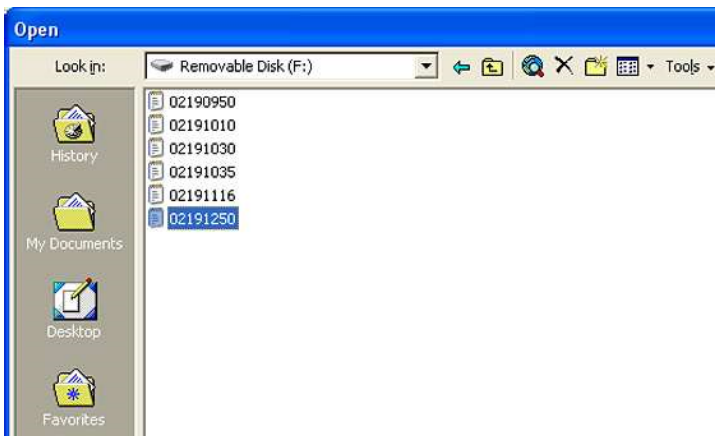 Open
Look in: Removable Disk (F:) Tools
History
My Documents
Desktop
Favorites
02190950
02191010
02191030
02191035
02191116
02191250